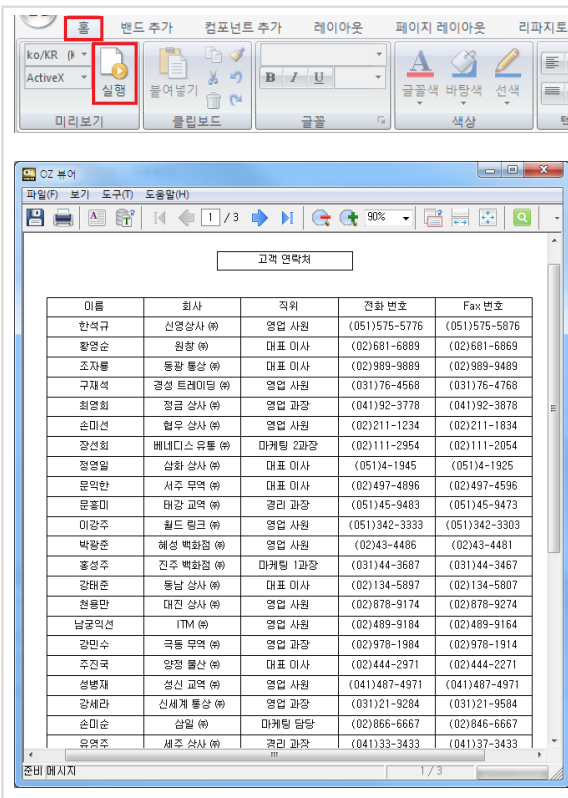 홈 밴드 추가 컴포넌트 추가 레이아웃 페이지 레이아웃 리파지토
ko/KR
ActiveX
실행 붙여넣기 B I U 글꼴색 바탕색 선색
미리보기 클립보드 글꼴 색상
OZ 뷰어
파일(F) 보기 도구(T) 도움말(H)
1 / 3 90%
고객 연락처
이름 회사 직위 전화 번호 Fax 번호
한석규 신영상사 ㈜ 영업 사원 (051)575-5776 (051)575-5876
황영순 원창 ㈜ 대표 이사 (02)681-6889 (02)681-6869
조자룡 동광 통상 ㈜ 대표 이사 (02)989-9889 (02)989-9489
구재석 경성 트레이딩 ㈜ 영업 사원 (031)76-4568 (031)76-4768
최영희 정금 상사 ㈜ 영업 과장 (041)92-3778 (041)92-3878
손미선 협우 상사 ㈜ 영업 사원 (02)211-1234 (02)211-1834
장선희 베네디스 유통 ㈜ 마케팅 2과장 (02)111-2954 (02)111-2054
정영일 삼화 상사 ㈜ 대표 이사 (051)4-1945 (051)4-1925
문익한 서주 무역 ㈜ 대표 이사 (02)497-4896 (02)497-4596
문흥미 태강 교역 ㈜ 경리 과장 (051)45-9483 (051)45-9473
이강주 월드 링크 ㈜ 영업 사원 (051)342-3333 (051)342-3303
박광준 혜성 백화점 ㈜ 영업 사원 (02)43-4486 (02)43-4481
홍성주 진주 백화점 ㈜ 마케팅 1과장 (031)44-3687 (031)44-3467
강태준 동남 상사 ㈜ 대표 이사 (02)134-5897 (02)134-5807
천용만 대진 상사 ㈜ 영업 사원 (02)878-9174 (02)878-9274
남궁익선 ITM ㈜ 영업 사원 (02)489-9184 (02)489-9164
강민수 극동 무역 ㈜ 영업 과장 (02)978-1984 (02)978-1914
주진국 양정 물산 ㈜ 대표 이사 (02)444-2971 (02)444-2271
성병재 성신 교역 ㈜ 영업 사원 (041)487-4971 (041)487-4971
강세라 신세계 통상 ㈜ 영업 과장 (031)21-9284 (031)21-9584
손미순 삼일 ㈜ 마케팅 담당 (02)866-6667 (02)846-6667
유영주 세주 상사 ㈜ 경리 과장 (041)33-3433 (041)37-3433
준비 메시지 1 / 3